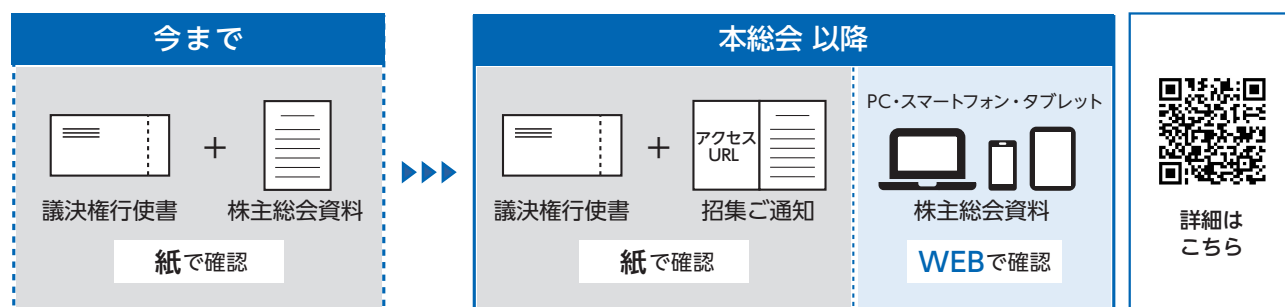 今まで
議決権行使書
+
株主総会資料
紙で確認
本総会 以降
議決権行使書
+
アクセス
URL
招集ご通知
紙で確認
PC・スマートフォン・タブレット
株主総会資料
WEBで確認
詳細は
こちら